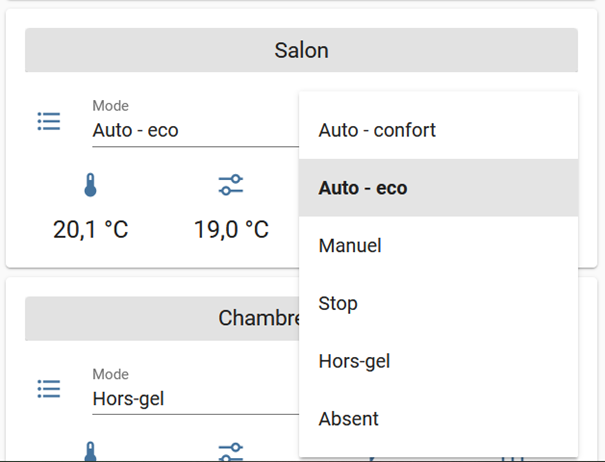 Salon
Mode
Auto - eco
20,1 °C
19,0 °C
Auto - confort
Auto - eco
Manuel
Stop
Hors-gel
Absent
Chambre
Mode
Hors-gel